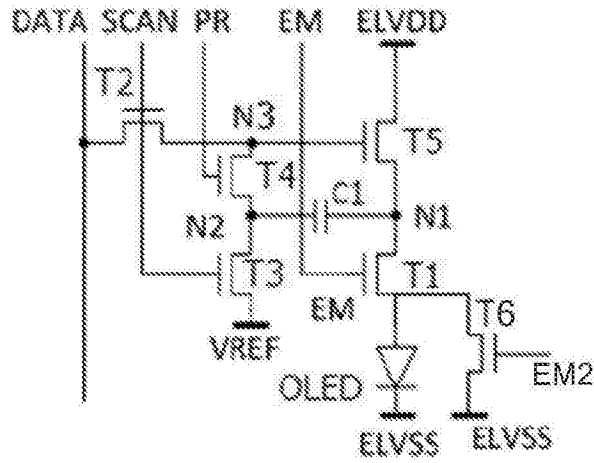 DATA SCAN PR EM ELVDD
T2
N3
T5
T4
C1
N2 N1
T3 T1
EM T6
VREF
OLED EM2
ELVSS ELVSS